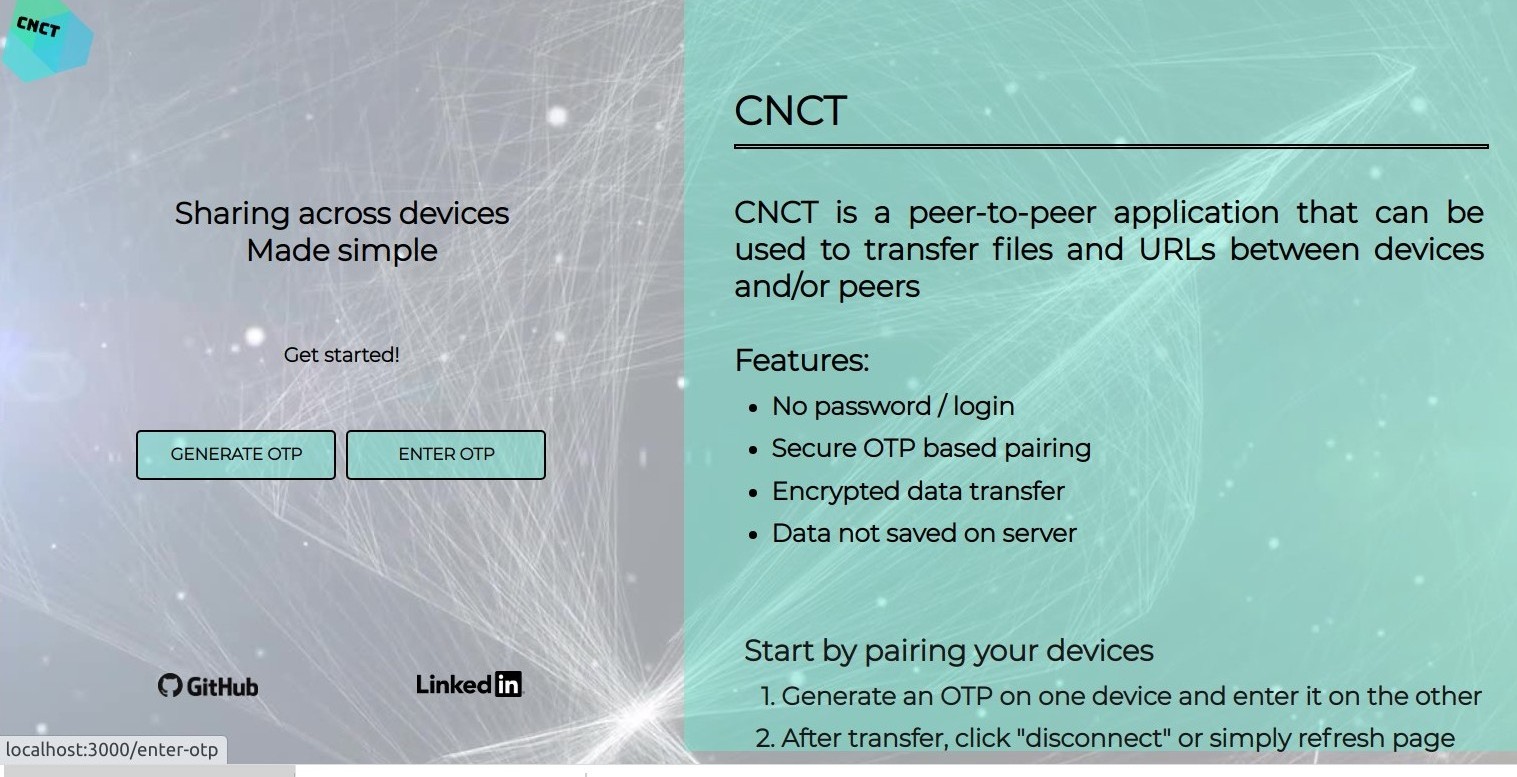 CNCT
Sharing across devices
Made simple
Get started!
GENERATE OTP
ENTER OTP
GitHub
Linked in
localhost:3000/enter-otp
CNCT
CNCT is a peer-to-peer application that can be
used to transfer files and URLs between devices
and/or peers
Features:
• No password / login
• Secure OTP based pairing
• Encrypted data transfer
• Data not saved on server
Start by pairing your devices
1. Generate an OTP on one device and enter it on the other
2. After transfer, click "disconnect" or simply refresh page